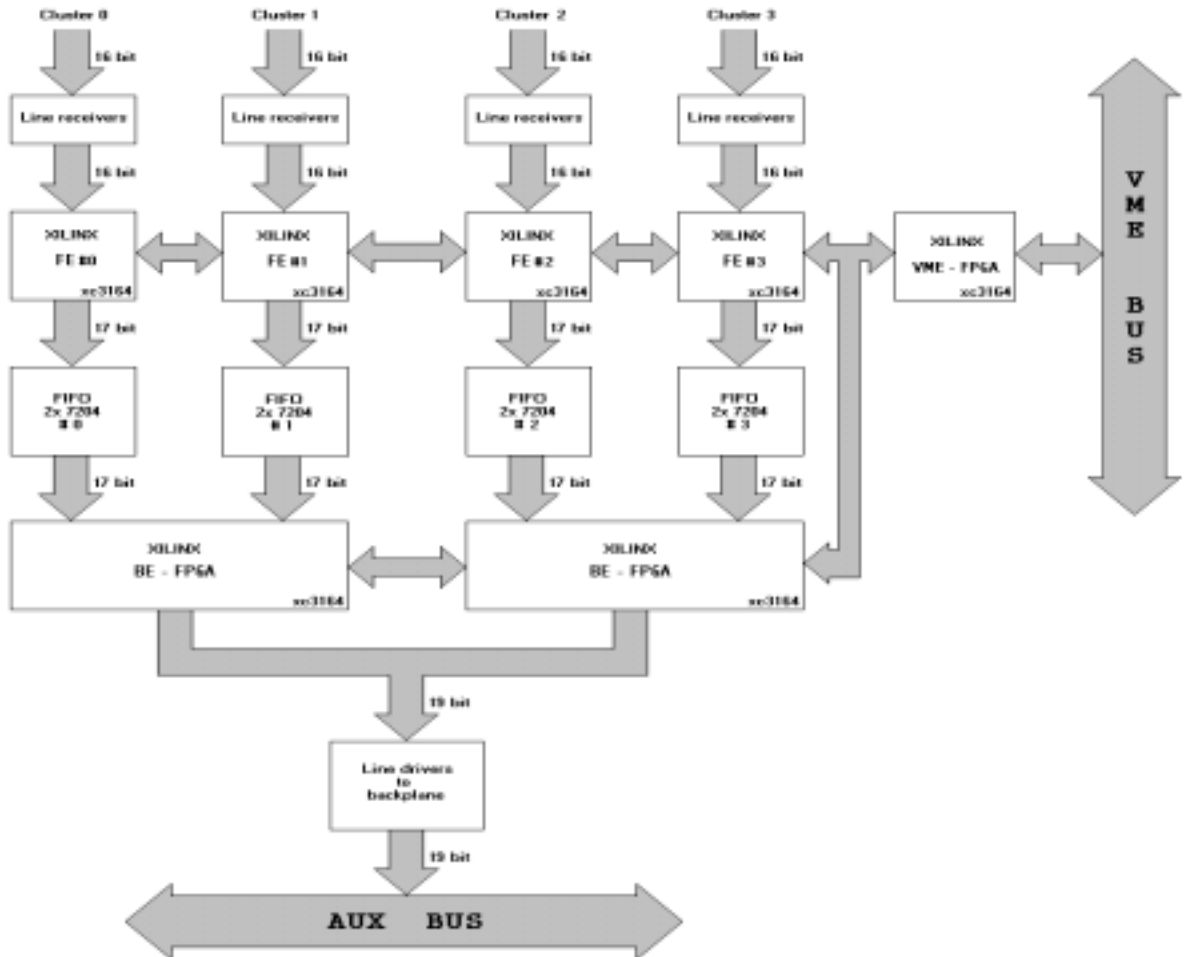 Cluster 0
Cluster 1
Cluster 2
Cluster 3
16 bit
16 bit
16 bit
16 bit
Line receivers
Line receivers
Line receivers
Line receivers
16 bit
16 bit
16 bit
16 bit
XILINX
FE #0
xc3164
XILINX
FE #1
xc3164
XILINX
FE #2
xc3164
XILINX
FE #3
xc3164
XILINX
VME - FPGA
xc3164
VME BUS
17 bit
17 bit
17 bit
17 bit
FIFO
2x 7204
# 0
FIFO
2x 7204
# 1
FIFO
2x 7204
# 2
FIFO
2x 7204
# 3
17 bit
17 bit
17 bit
17 bit
XILINX
BE - FPGA
xc3164
XILINX
BE - FPGA
xc3164
19 bit
Line drivers
to
backplane
19 bit
AUX BUS